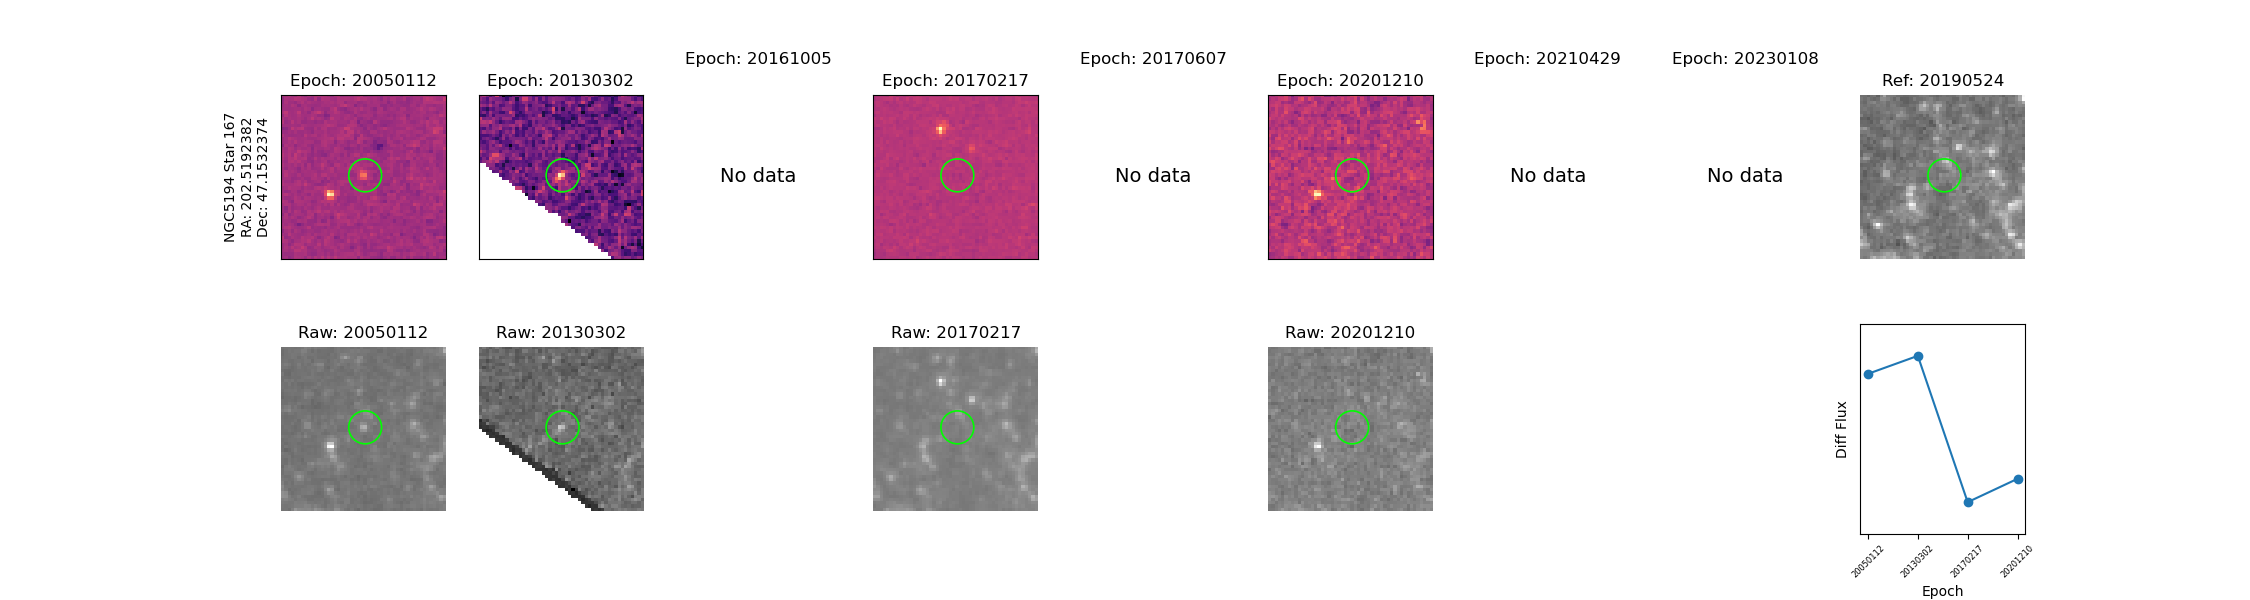 Epoch: 20050112
Epoch: 20130302
Epoch: 20161005
Epoch: 20170217
Epoch: 20170607
Epoch: 20201210
Epoch: 20210429
Epoch: 20230108
Ref: 20190524
NGC5194 Star 167
RA: 202.5192382
Dec: 47.1532374
No data
No data
No data
No data
Raw: 20050112
Raw: 20130302
Raw: 20170217
Raw: 20201210
Diff Flux
20050112
20130302
20170217
20201210
Epoch